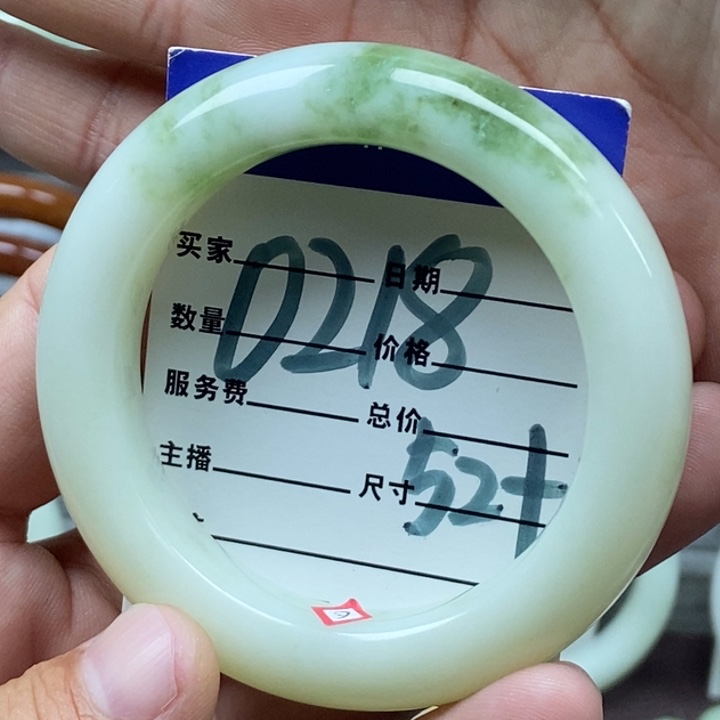 买家 日期
0218
数量 价格
服务费 总价
主播 尺寸
52+